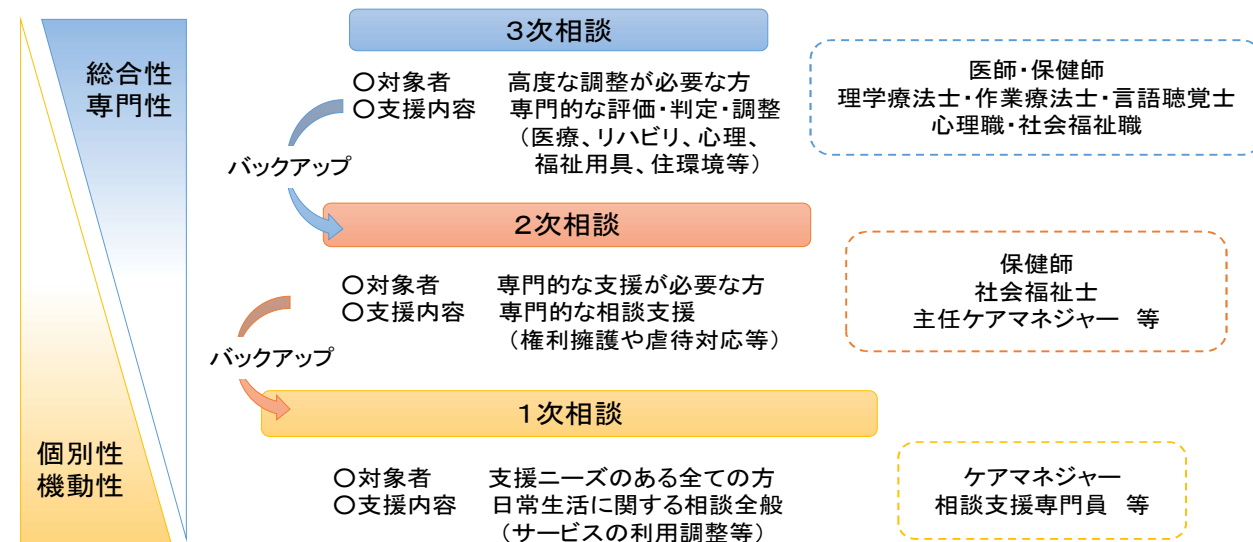 総合性
専門性
3次相談
〇対象者 高度な調整が必要な方
〇支援内容 専門的な評価・判定・調整
（医療、リハビリ、心理、
福祉用具、住環境等）
医師・保健師
理学療法士・作業療法士・言語聴覚士
心理職・社会福祉職
バックアップ
2次相談
〇対象者 専門的な支援が必要な方
〇支援内容 専門的な相談支援
（権利擁護や虐待対応等）
保健師
社会福祉士
主任ケアマネジャー 等
バックアップ
1次相談
個別性
機動性
〇対象者 支援ニーズのある全ての方
〇支援内容 日常生活に関する相談全般
（サービスの利用調整等）
ケアマネジャー
相談支援専門員 等